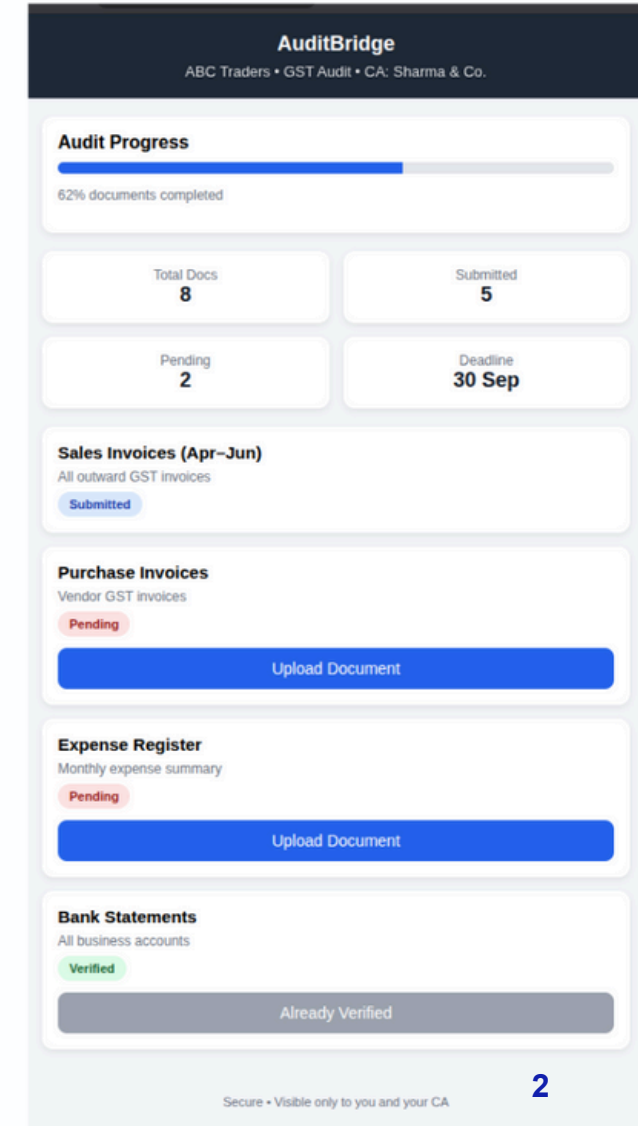 AuditBridge
ABC Traders • GST Audit • CA: Sharma & Co.
Audit Progress
62% documents completed
Total Docs
8
Submitted
5
Pending
2
Deadline
30 Sep
Sales Invoices (Apr–Jun)
All outward GST invoices
Submitted
Purchase Invoices
Vendor GST invoices
Pending
Upload Document
Expense Register
Monthly expense summary
Pending
Upload Document
Bank Statements
All business accounts
Verified
Already Verified
2
Secure • Visible only to you and your CA